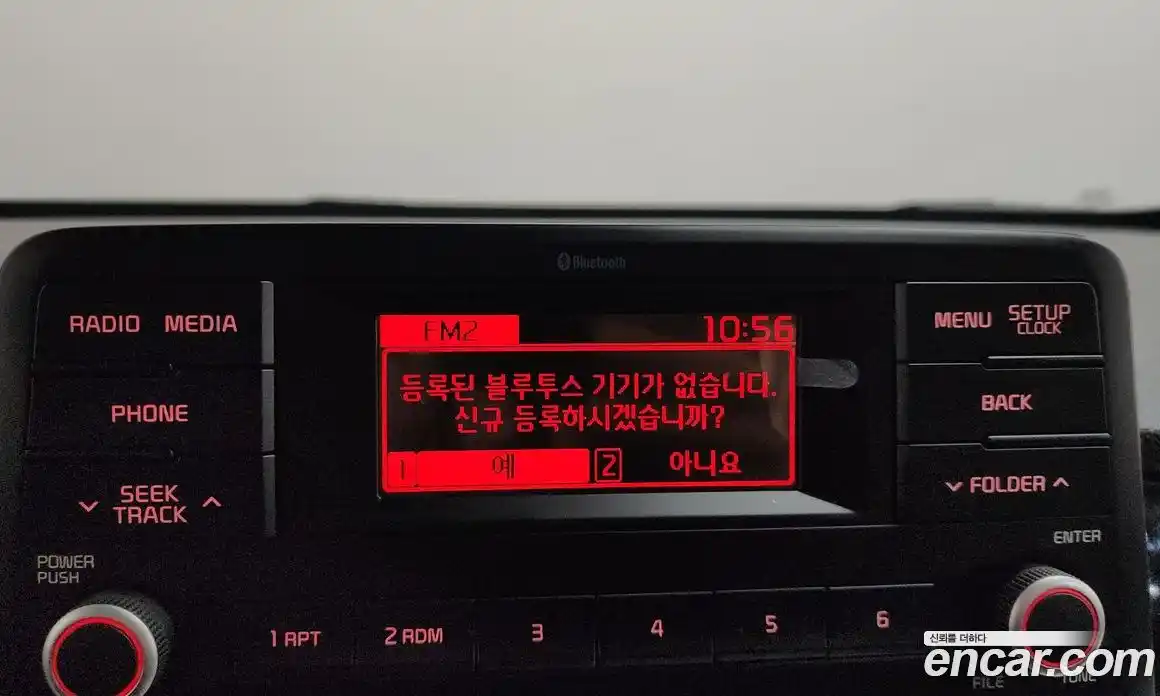 Bluetooth
RADIO MEDIA
PHONE
SEEK
TRACK
POWER
PUSH
FM2 10:56
등록된 블루투스 기기가 없습니다.
신규 등록하시겠습니까?
1 예 2 아니요
MENU SETUP
CLOCK
BACK
FOLDER
ENTER
1 RPT 2 RDM 3 4 5 6
FILE TUNE
신뢰를 더하다
encar.com